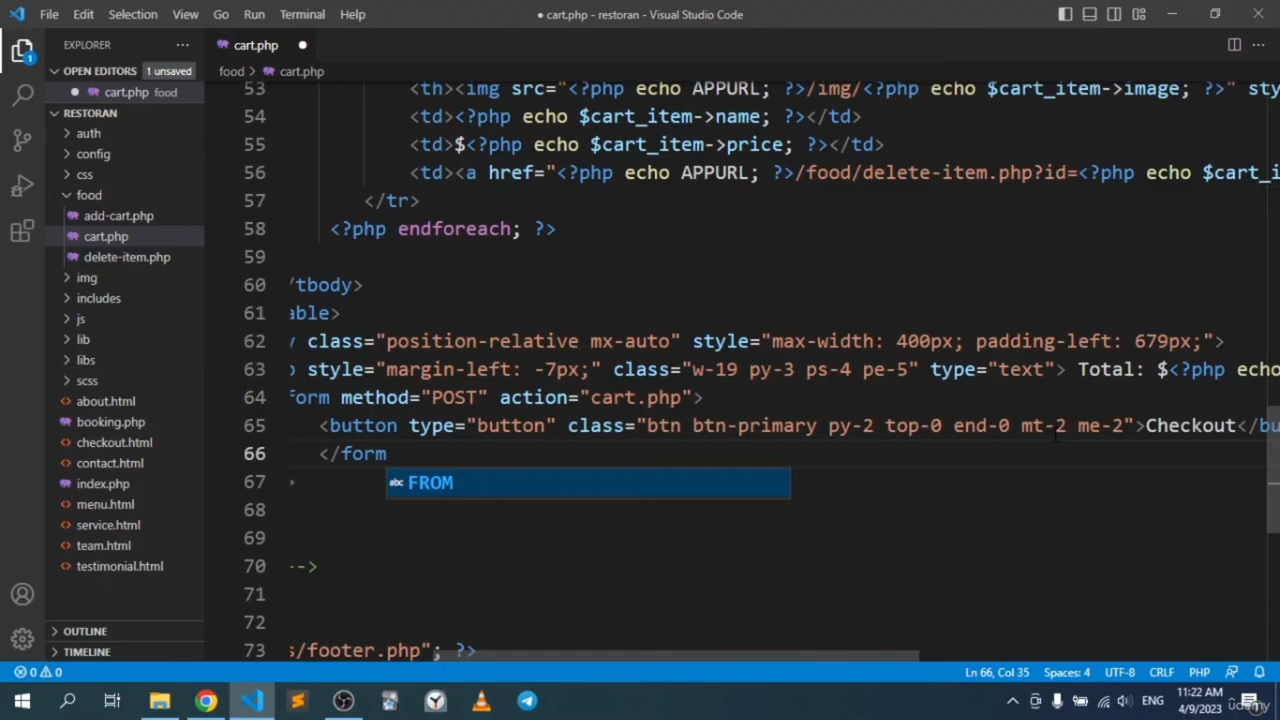 File Edit Selection View Go Run Terminal Help
● cart.php - restoran - Visual Studio Code
EXPLORER
OPEN EDITORS 1 unsaved
cart.php food
RESTORAN
auth
config
css
food
add-cart.php
cart.php
delete-item.php
img
includes
js
lib
libs
scss
about.html
booking.php
checkout.html
contact.html
index.php
menu.html
service.html
team.html
testimonial.html
OUTLINE
TIMELINE
cart.php
food > cart.php
53 <th><img src="<?php echo APPURL; ?>/img/<?php echo $cart_item->image; ?>" sty
54 <td><?php echo $cart_item->name; ?></td>
55 <td>$<?php echo $cart_item->price; ?></td>
56 <td><a href="<?php echo APPURL; ?>/food/delete-item.php?id=<?php echo $cart_i
57 </tr>
58 <?php endforeach; ?>
59
60 /tbody>
61 able>
62 v class="position-relative mx-auto" style="max-width: 400px; padding-left: 679px;">
63 p style="margin-left: -7px;" class="w-19 py-3 ps-4 pe-5" type="text"> Total: $<?php echo
64 form method="POST" action="cart.php">
65 <button type="button" class="btn btn-primary py-2 top-0 end-0 mt-2 me-2">Checkout</bu
66 </form
abc FROM
67 >
68
69
70 -->
71
72
73 s/footer.php"; ?>
0 0
Ln 66, Col 35 Spaces: 4 UTF-8 CRLF PHP
ENG
11:22 AM
4/9/2023
udemy